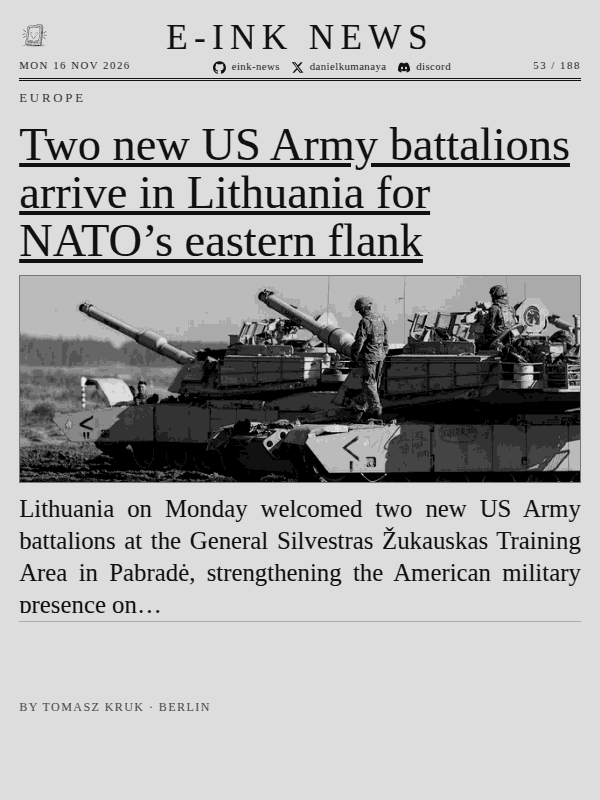 E-INK NEWS
MON 16 NOV 2026
eink-news
danielkumanaya
discord
53 / 188
EUROPE
Two new US Army battalions
arrive in Lithuania for
NATO’s eastern flank
Lithuania on Monday welcomed two new US Army
battalions at the General Silvestras Žukauskas Training
Area in Pabradė, strengthening the American military
presence on…
BY TOMASZ KRUK · BERLIN